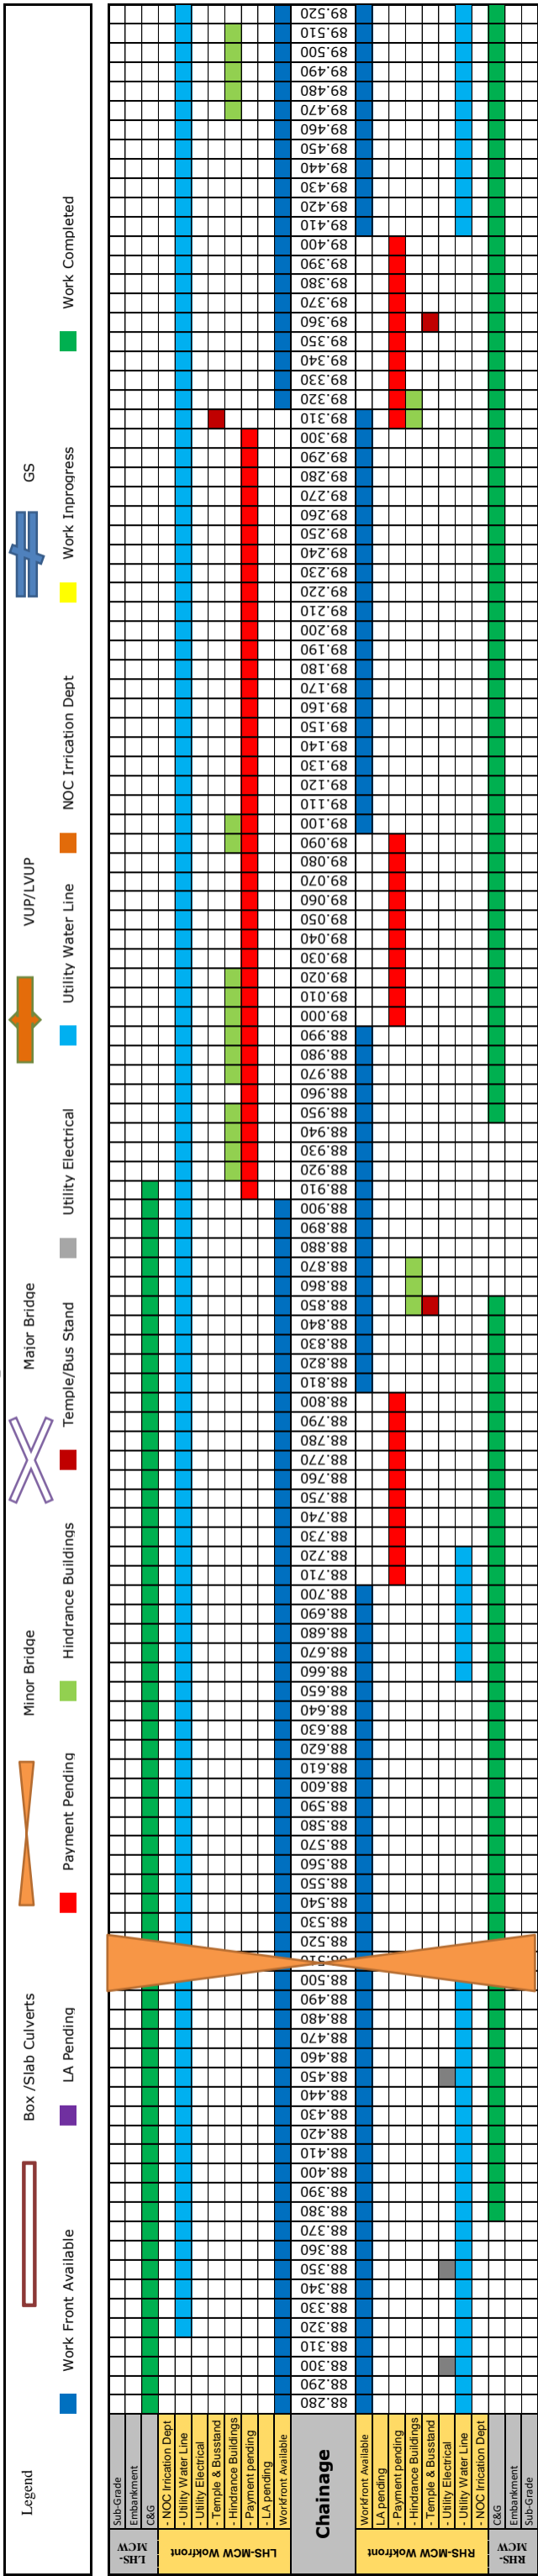 Legend
Box /Slab Culverts
Minor Bridge
Major Bridge
VUP/LVUP
GS
Work Front Available
LA Pending
Payment Pending
Hindrance Buildings
Temple/Bus Stand
Utility Electrical
Utility Water Line
NOC Irrication Dept
Work Inprogress
Work Completed
LHS-
MCW
Sub-Grade
Embankment
C&G
LHS-MCW Wokfront
- NOC Irrication Dept
- Utility Water Line
- Utility Electrical
- Temple & Busstand
- Hindrance Buildings
- Payment pending
- LA pending
Workfront Available
Chainage
88.280
88.290
88.300
88.310
88.320
88.330
88.340
88.350
88.360
88.370
88.380
88.390
88.400
88.410
88.420
88.430
88.440
88.450
88.460
88.470
88.480
88.490
88.500
88.510
88.520
88.530
88.540
88.550
88.560
88.570
88.580
88.590
88.600
88.610
88.620
88.630
88.640
88.650
88.660
88.670
88.680
88.690
88.700
88.710
88.720
88.730
88.740
88.750
88.760
88.770
88.780
88.790
88.800
88.810
88.820
88.830
88.840
88.850
88.860
88.870
88.880
88.890
88.900
88.910
88.920
88.930
88.940
88.950
88.960
88.970
88.980
88.990
89.000
89.010
89.020
89.030
89.040
89.050
89.060
89.070
89.080
89.090
89.100
89.110
89.120
89.130
89.140
89.150
89.160
89.170
89.180
89.190
89.200
89.210
89.220
89.230
89.240
89.250
89.260
89.270
89.280
89.290
89.300
89.310
89.320
89.330
89.340
89.350
89.360
89.370
89.380
89.390
89.400
89.410
89.420
89.430
89.440
89.450
89.460
89.470
89.480
89.490
89.500
89.510
89.520
RHS-MCW Wokfront
Workfront Available
LA pending
- Payment pending
- Hindrance Buildings
- Temple & Busstand
- Utility Electrical
- Utility Water Line
- NOC Irrication Dept
RHS-
MCW
C&G
Embankment
Sub-Grade